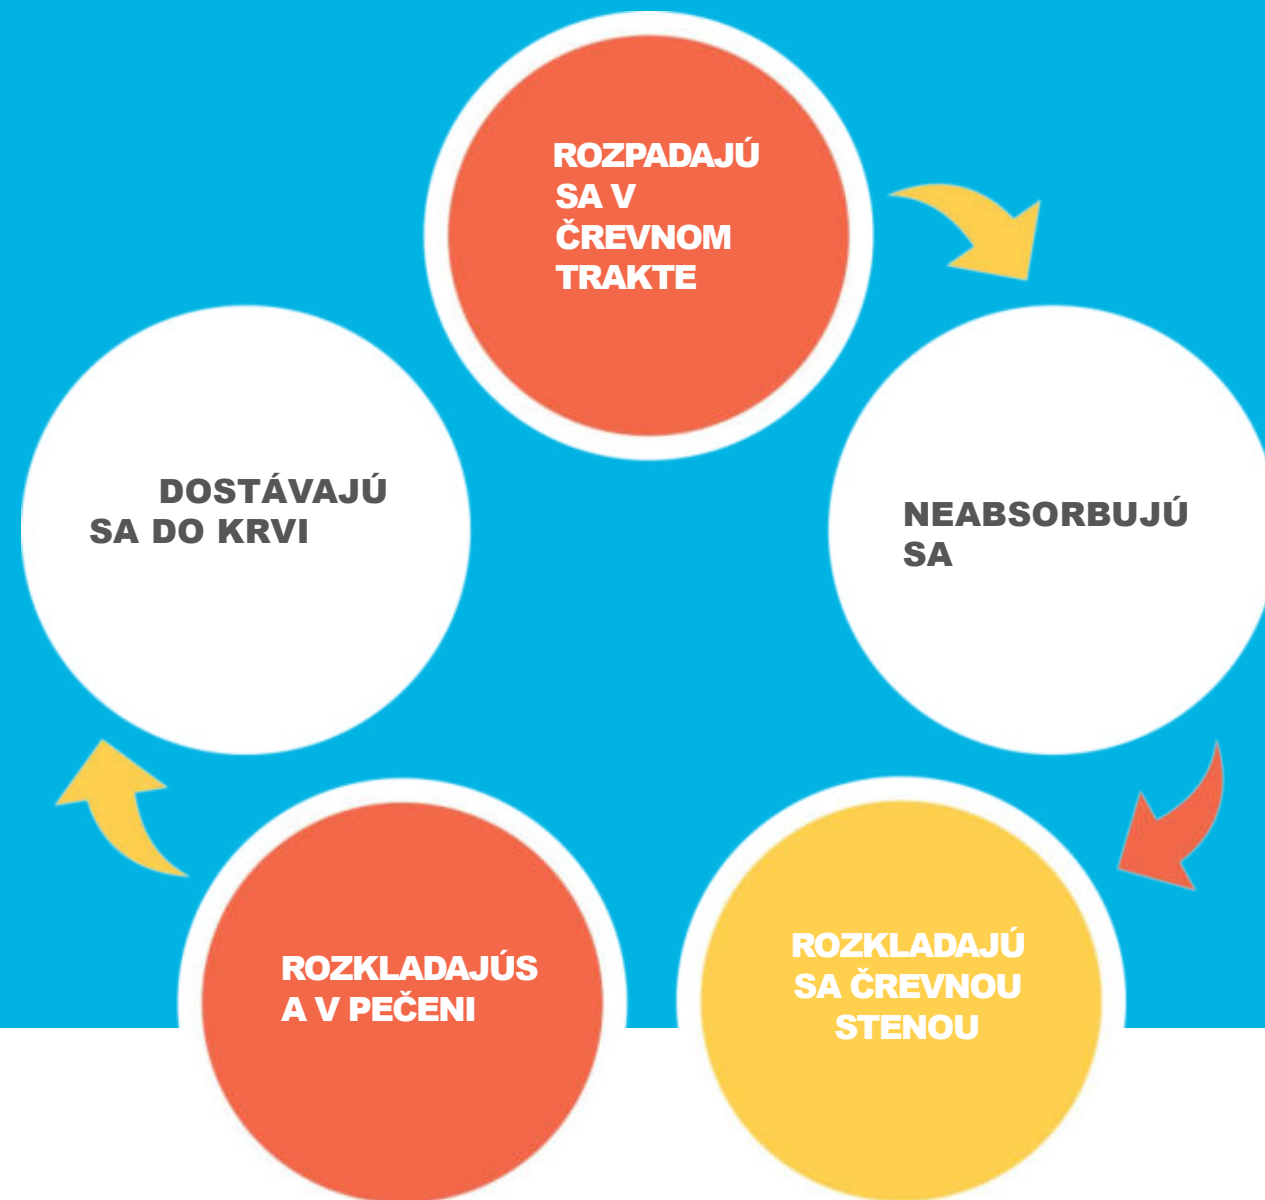 ROZPADAJÚ
SA V
ČREVNOM
TRAKTE
NEABSORBUJÚ
SA
ROZKLADAJÚ
SA ČREVNOU
STENOU
ROZKLADAJÚS
A V PEČENI
DOSTÁVAJÚ
SA DO KRVI